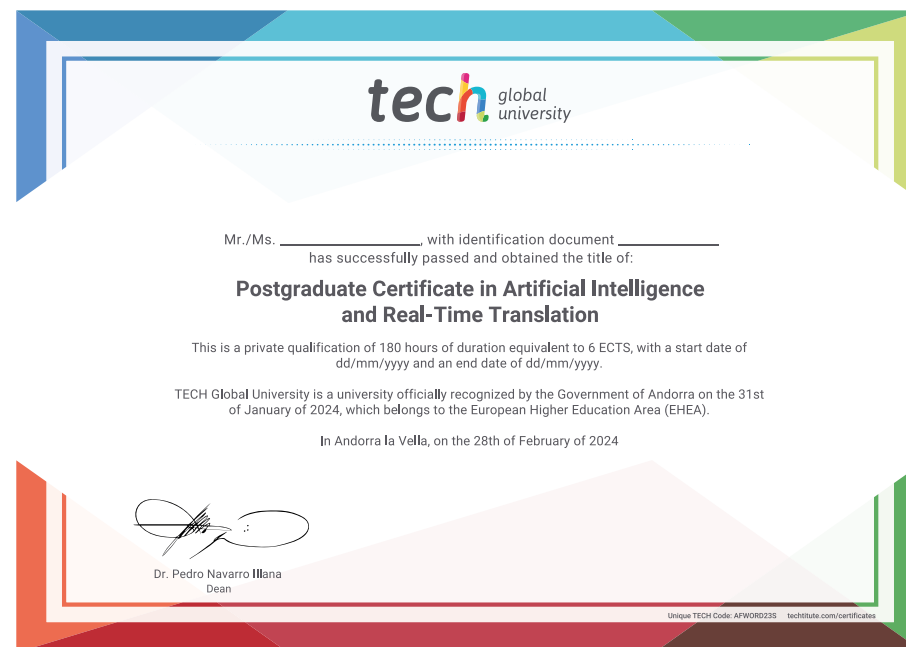 tech global
university
Mr./Ms. ____________, with identification document ____________
has successfully passed and obtained the title of:
Postgraduate Certificate in Artificial Intelligence
and Real-Time Translation
This is a private qualification of 180 hours of duration equivalent to 6 ECTS, with a start date of
dd/mm/yyyy and an end date of dd/mm/yyyy.
TECH Global University is a university officially recognized by the Government of Andorra on the 31st
of January of 2024, which belongs to the European Higher Education Area (EHEA).
In Andorra la Vella, on the 28th of February of 2024
Dr. Pedro Navarro Illana
Dean
Unique TECH Code: AFWORD23S techtitute.com/certificates